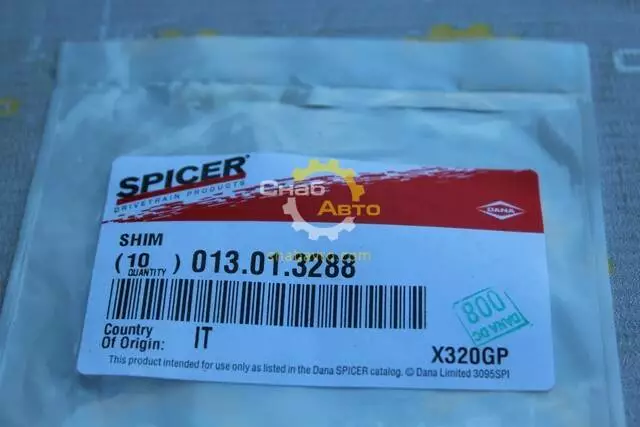 SPICER®
DRIVETRAIN PRODUCTS
Снаб
Авто
DANA
SHIM
(10) 013.01.3288
QUANTITY
800
DANA DC
Country
Of Origin: IT
X320GP
This product intended for use only as listed in the Dana SPICER catalog. © Dana Limited 3095SPI